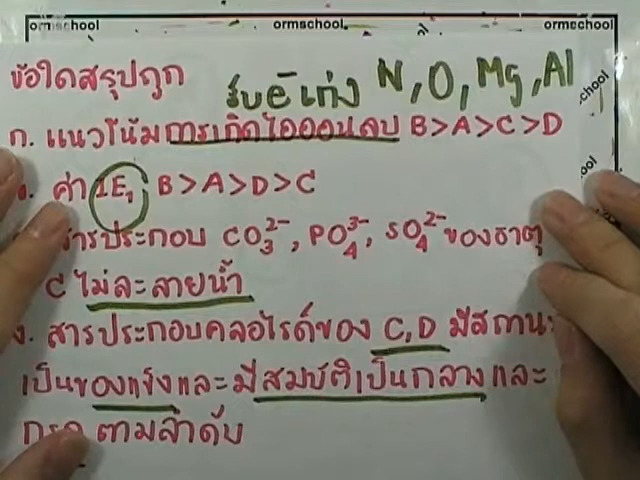 ormschool ormschool ormschool
ข้อใดสรุปถูก
รับe⁻เก่ง N, O, Mg, Al
chool
ก. แนวโน้มการเกิดไอออนลบ B>A>C>D
ool
. ค่า IE₁ B>A>D>C
สารประกอบ CO₃²⁻, PO₄³⁻, SO₄²⁻ ของธาตุ
C ไม่ละลายน้ำ
ง. สารประกอบคลอไรด์ของ C,D มีสถานะ
เป็นของแข็งและมีสมบัติเป็นกลางและ
กรด ตามลำดับ